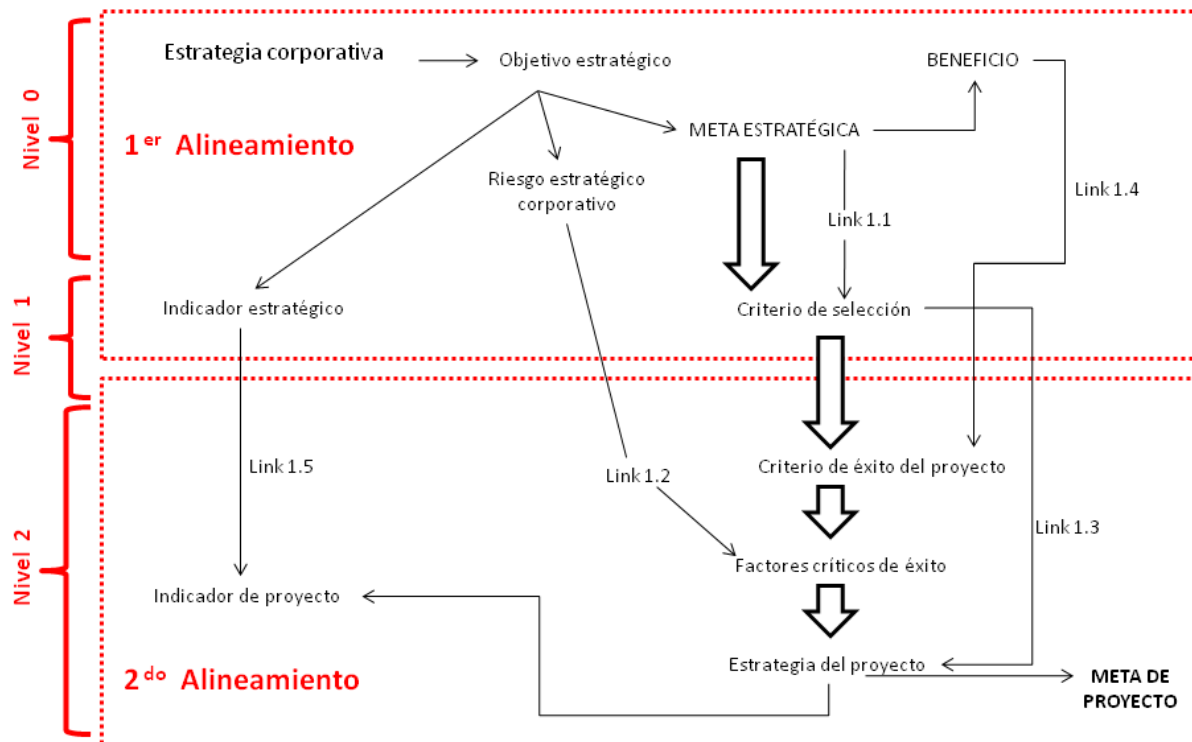 Estrategia corporativa
Objetivo estratégico
BENEFICIO
Nivel 0
1er Alineamiento
META ESTRATÉGICA
Riesgo estratégico
corporativo
Link 1.4
Link 1.1
Nivel 1
Indicador estratégico
Criterio de selección
Nivel 2
Link 1.5
Link 1.2
Criterio de éxito del proyecto
Link 1.3
Factores críticos de éxito
Indicador de proyecto
2do Alineamiento
Estrategia del proyecto
META DE
PROYECTO